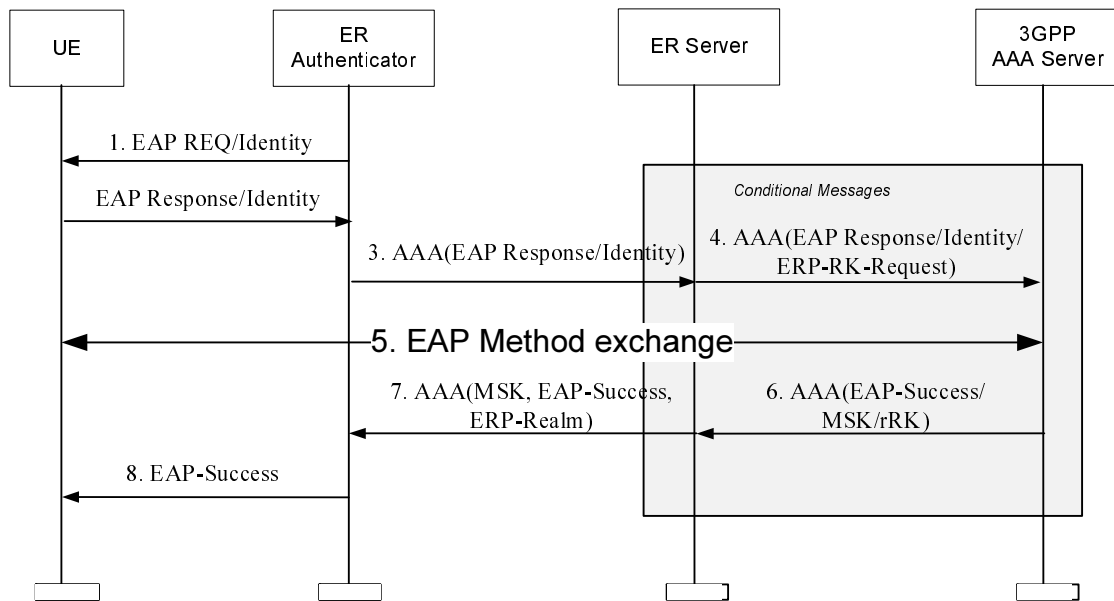 UE
ER
Authenticator
ER Server
3GPP
AAA Server
1. EAP REQ/Identity
Conditional Messages
EAP Response/Identity
3. AAA(EAP Response/Identity)
4. AAA(EAP Response/Identity/
ERP-RK-Request)
5. EAP Method exchange
7. AAA(MSK, EAP-Success,
ERP-Realm)
6. AAA(EAP-Success/
MSK/rRK)
8. EAP-Success